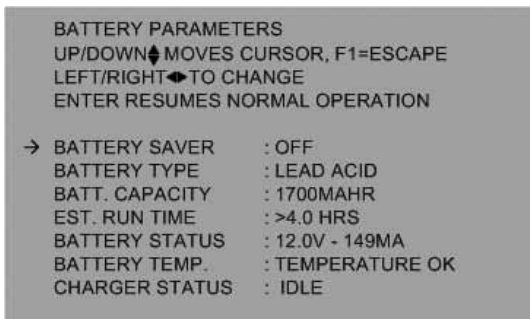 BATTERY PARAMETERS
UP/DOWN♦ MOVES CURSOR, F1=ESCAPE
LEFT/RIGHT◆TO CHANGE
ENTER RESUMES NORMAL OPERATION
→ BATTERY SAVER : OFF
BATTERY TYPE : LEAD ACID
BATT. CAPACITY : 1700MAHR
EST. RUN TIME : >4.0 HRS
BATTERY STATUS : 12.0V - 149MA
BATTERY TEMP. : TEMPERATURE OK
CHARGER STATUS : IDLE